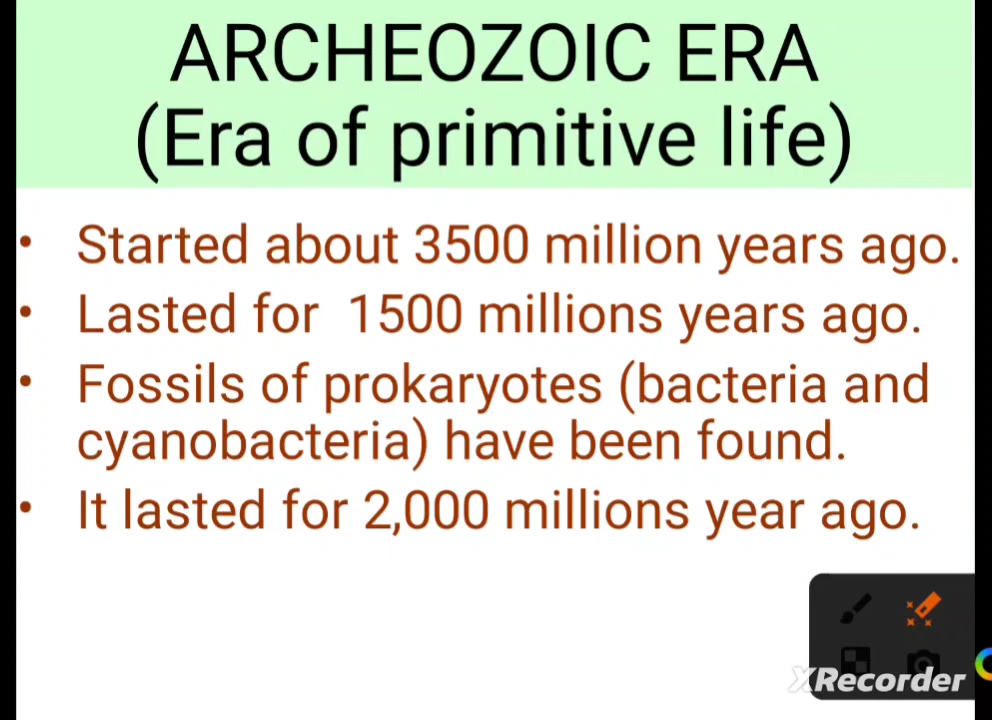 ARCHEOZOIC ERA
(Era of primitive life)
• Started about 3500 million years ago.
• Lasted for 1500 millions years ago.
• Fossils of prokaryotes (bacteria and
cyanobacteria) have been found.
• It lasted for 2,000 millions year ago.
XRecorder